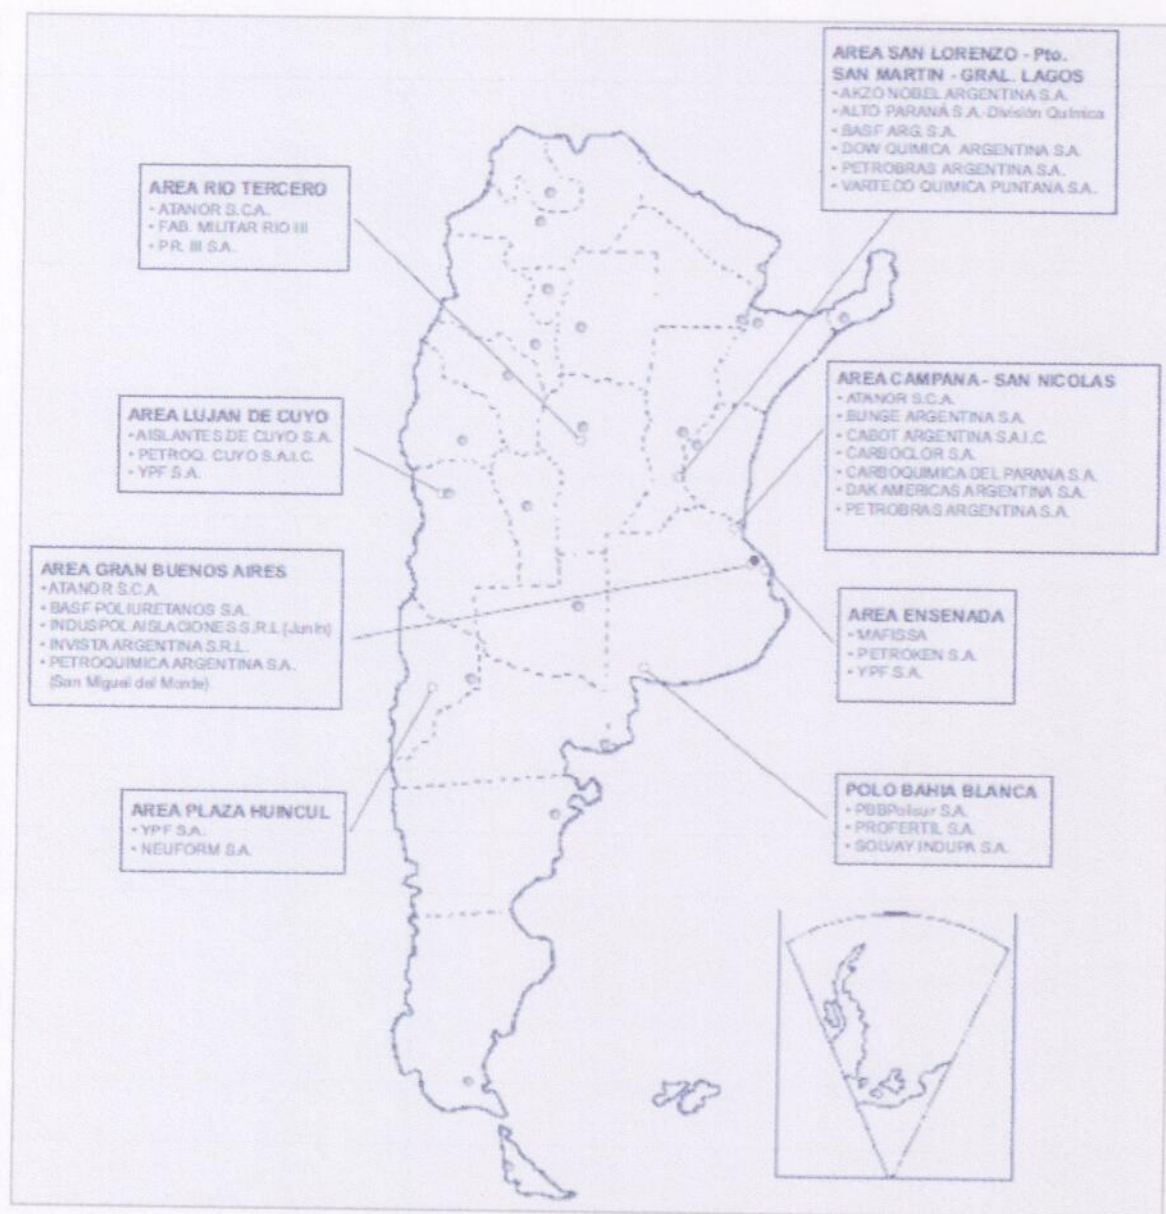 AREA SAN LORENZO - Pto.
SAN MARTIN - GRAL. LAGOS
• AKZO NOBEL ARGENTINA S.A.
• ALTO PARANÁ S.A.-División Química
• BASF ARG. S.A.
• DOW QUIMICA ARGENTINA S.A.
• PETROBRAS ARGENTINA S.A.
• VARTECO QUIMICA PUNTANA S.A.
AREA RIO TERCERO
• ATANOR S.C.A.
• FAB. MILITAR RIO III
• PR. III S.A.
AREA CAMPANA - SAN NICOLAS
• ATANOR S.C.A.
• BUNGE ARGENTINA S.A.
• CABOT ARGENTINA S.A.I.C.
• CARBOCLOR S.A.
• CARBOQUIMICA DEL PARANA S.A.
• DAK AMERICAS ARGENTINA S.A.
• PETROBRAS ARGENTINA S.A.
AREA LUJAN DE CUYO
• AISLANTES DE CUYO S.A.
• PETROQ. CUYO S.A.I.C.
• YPF S.A.
AREA GRAN BUENOS AIRES
• ATANOR S.C.A.
• BASF POLIURETANOS S.A.
• INDUSPOL AISLACIONES S.R.L (Junín)
• INVISTA ARGENTINA S.R.L.
• PETROQUIMICA ARGENTINA S.A.
(San Miguel del Monte)
AREA ENSENADA
• MAFISSA
• PETROKEN S.A.
• YPF S.A.
AREA PLAZA HUINCUL
• YPF S.A.
• NEUFORM S.A.
POLO BAHIA BLANCA
• PBBPolisur S.A.
• PROFERTIL S.A.
• SOLVAY INDUPA S.A.